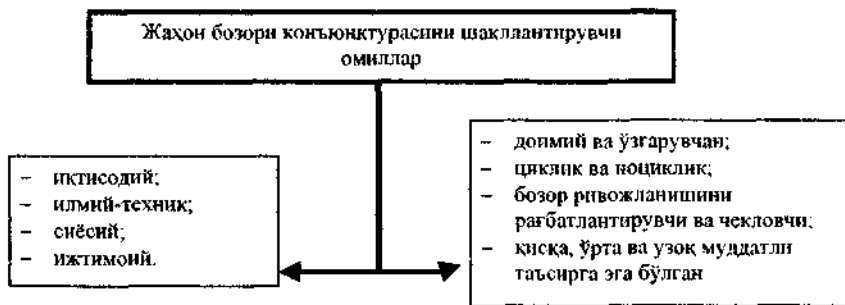 Жаҳон бозори конъюнктурасини шакллантирувчи
омиллар
– иқтисодий;
– илмий-техник;
– сиёсий;
– ижтимоий.
– доимий ва ўзгарувчан;
– циклик ва ноциклик;
– бозор ривожланишини
рағбатлантирувчи ва чекловчи;
– қисқа, ўрта ва узоқ муддатли
таъсирга эга бўлган